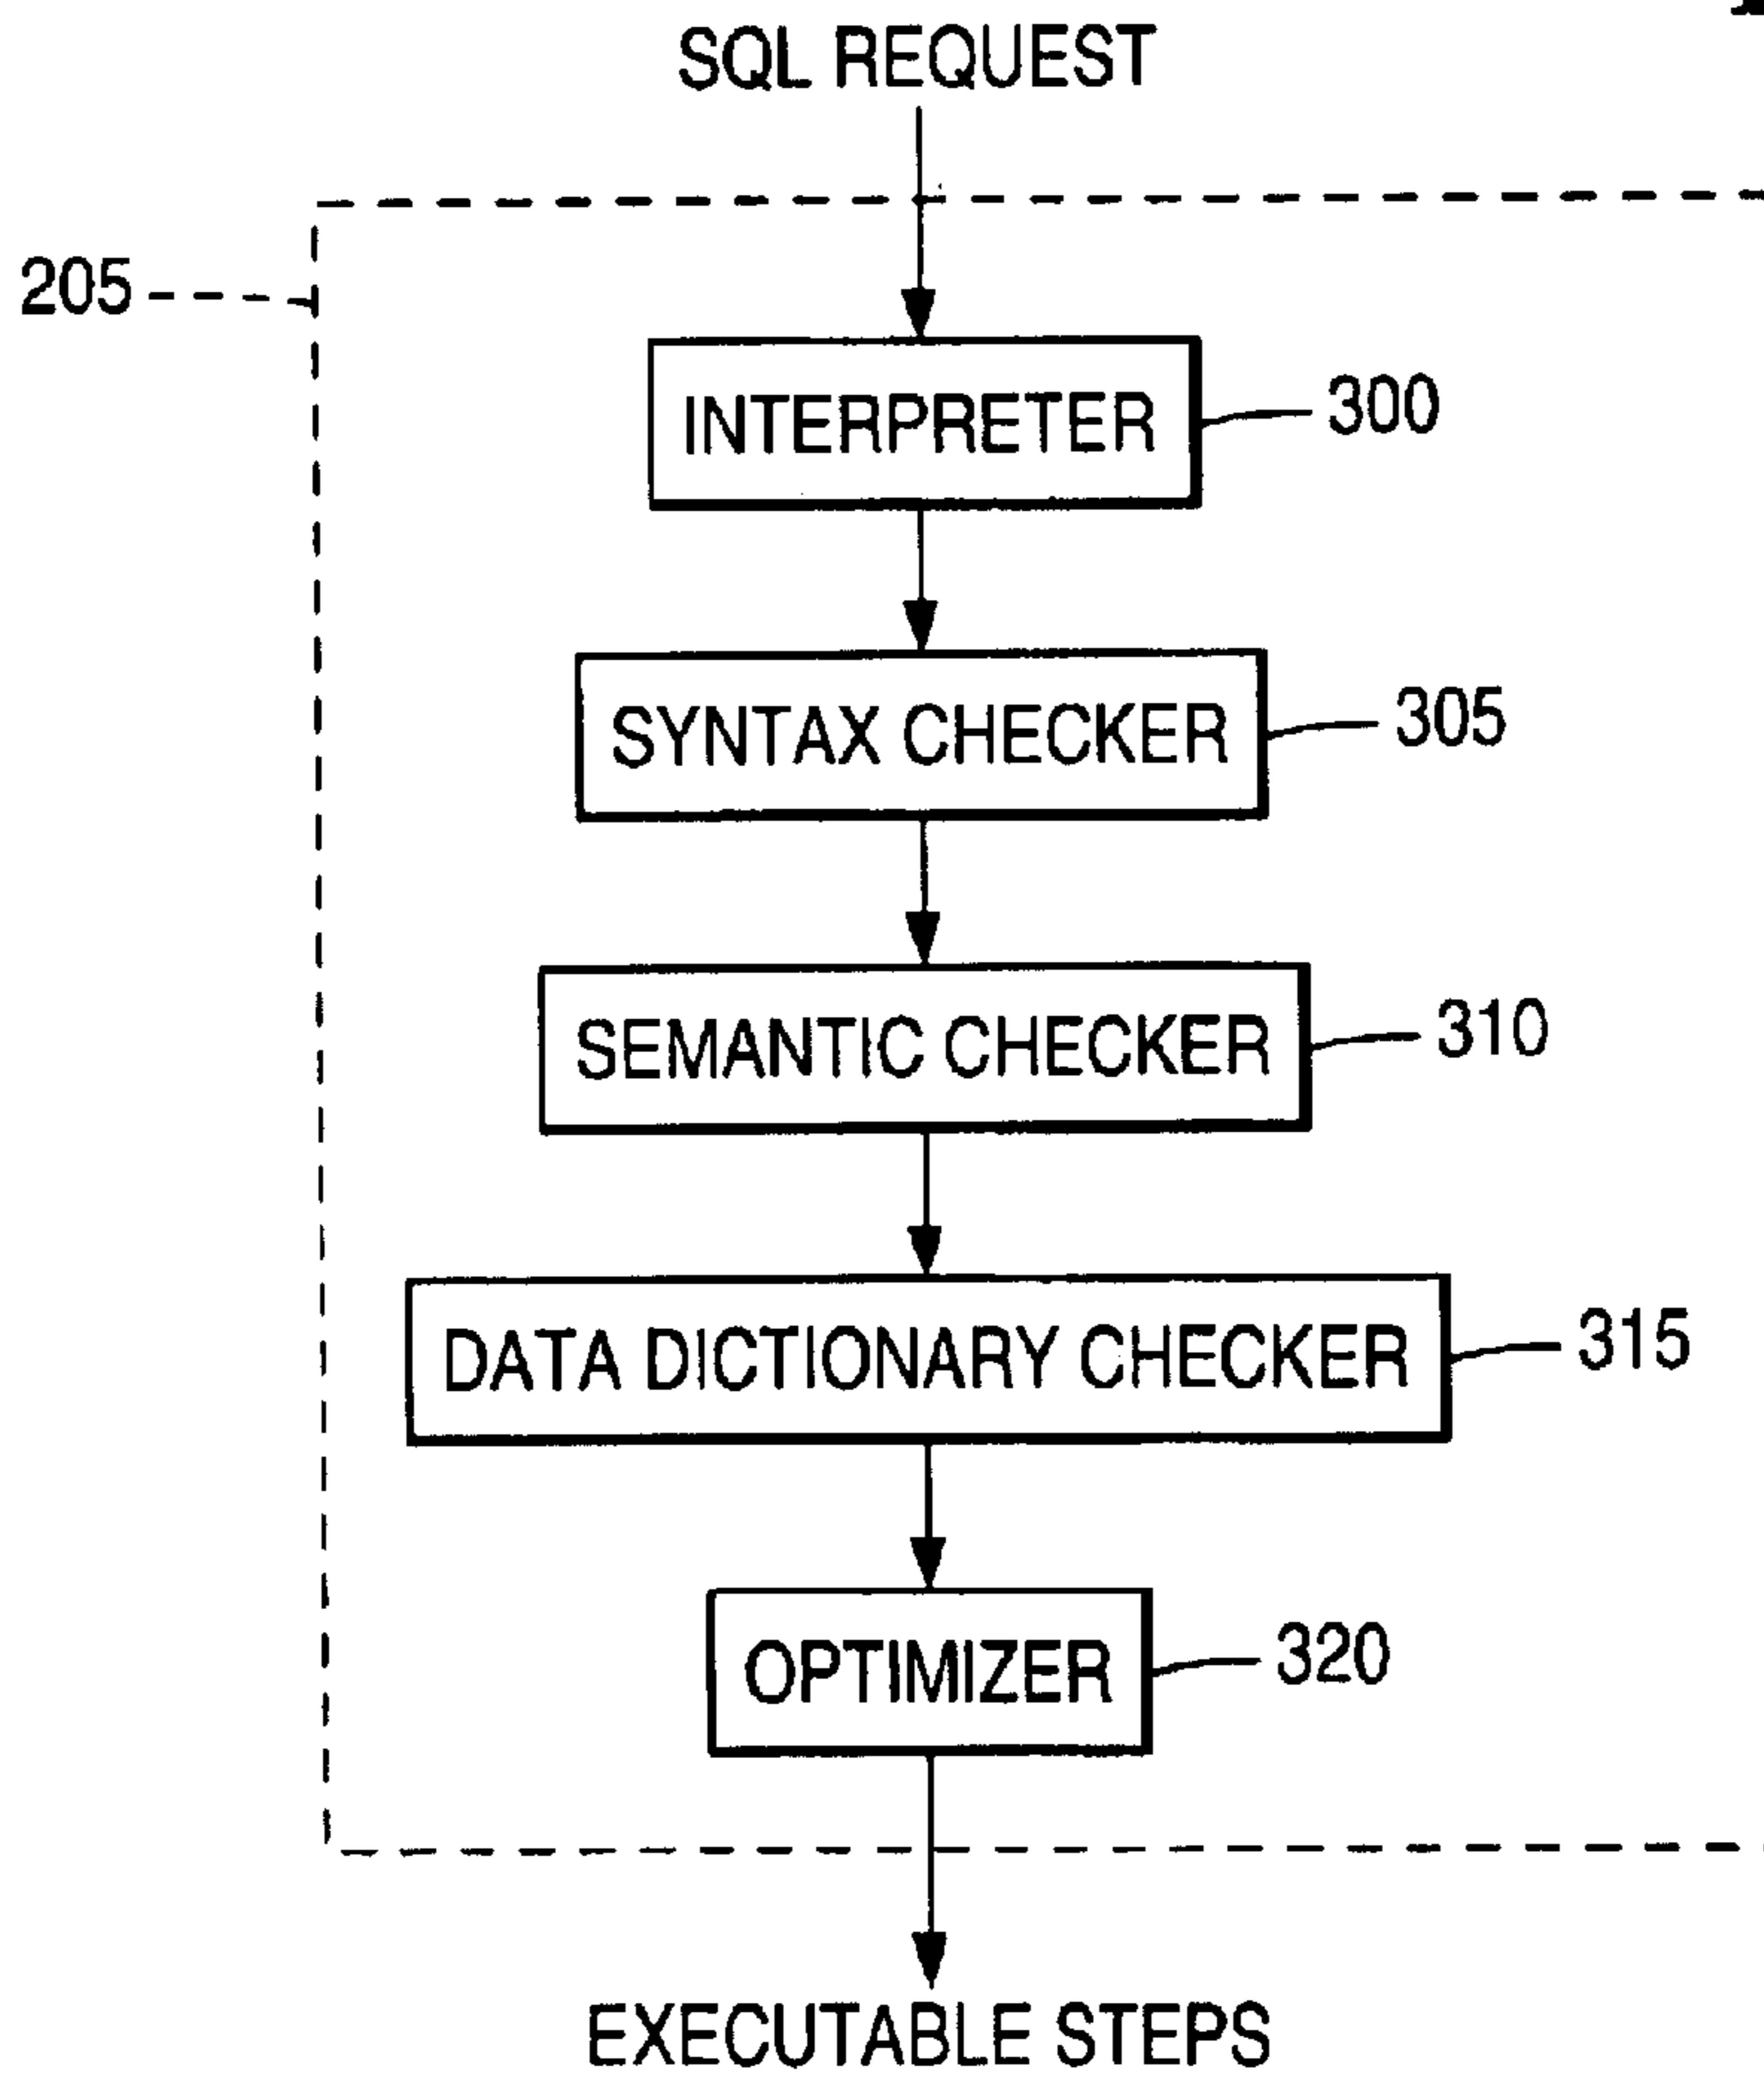 SQL REQUEST
205
INTERPRETER
300
SYNTAX CHECKER
305
SEMANTIC CHECKER
310
DATA DICTIONARY CHECKER
315
OPTIMIZER
320
EXECUTABLE STEPS